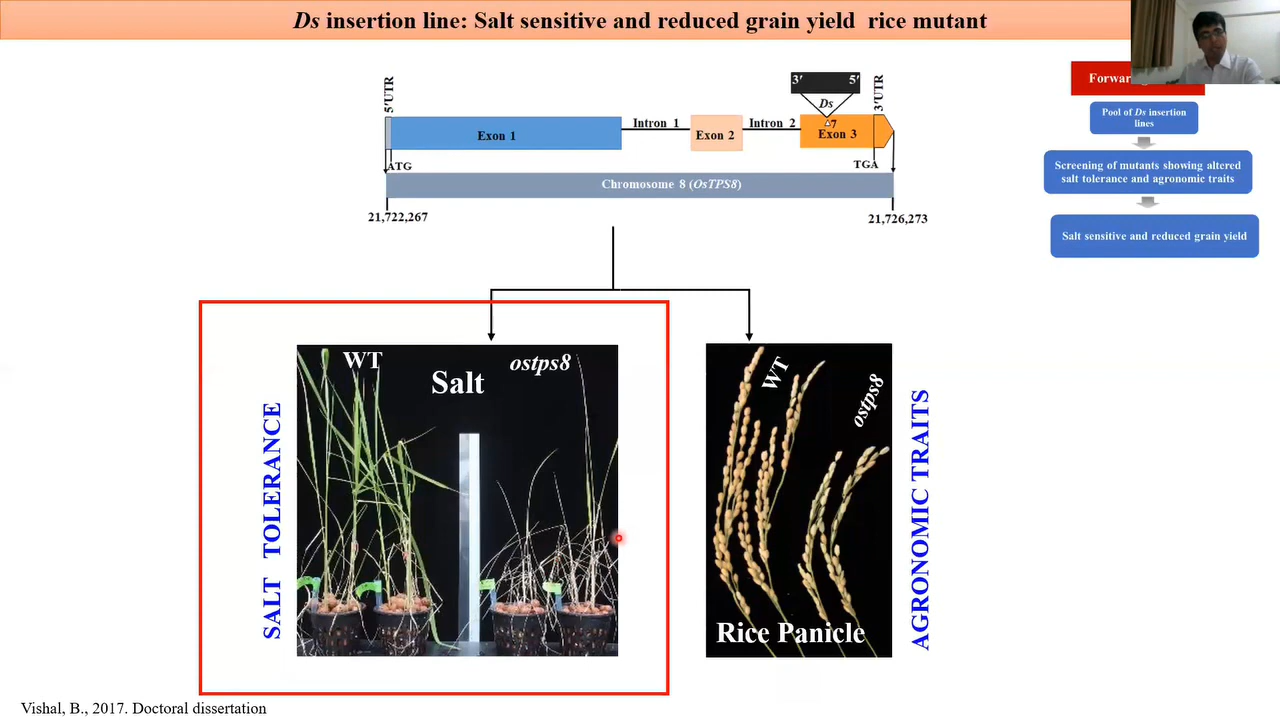 Ds insertion line: Salt sensitive and reduced grain yield rice mutant
5′UTR
3′ 5′
Ds
3′UTR
Exon 1
Intron 1
Exon 2
Intron 2
7
Exon 3
ATG
TGA
Chromosome 8 (OsTPS8)
21,722,267
21,726,273
Pool of Ds insertion
lines
Screening of mutants showing altered
salt tolerance and agronomic traits
Salt sensitive and reduced grain yield
SALT TOLERANCE
WT
Salt
ostps8
WT
ostps8
Rice Panicle
AGRONOMIC TRAITS
Vishal, B., 2017. Doctoral dissertation